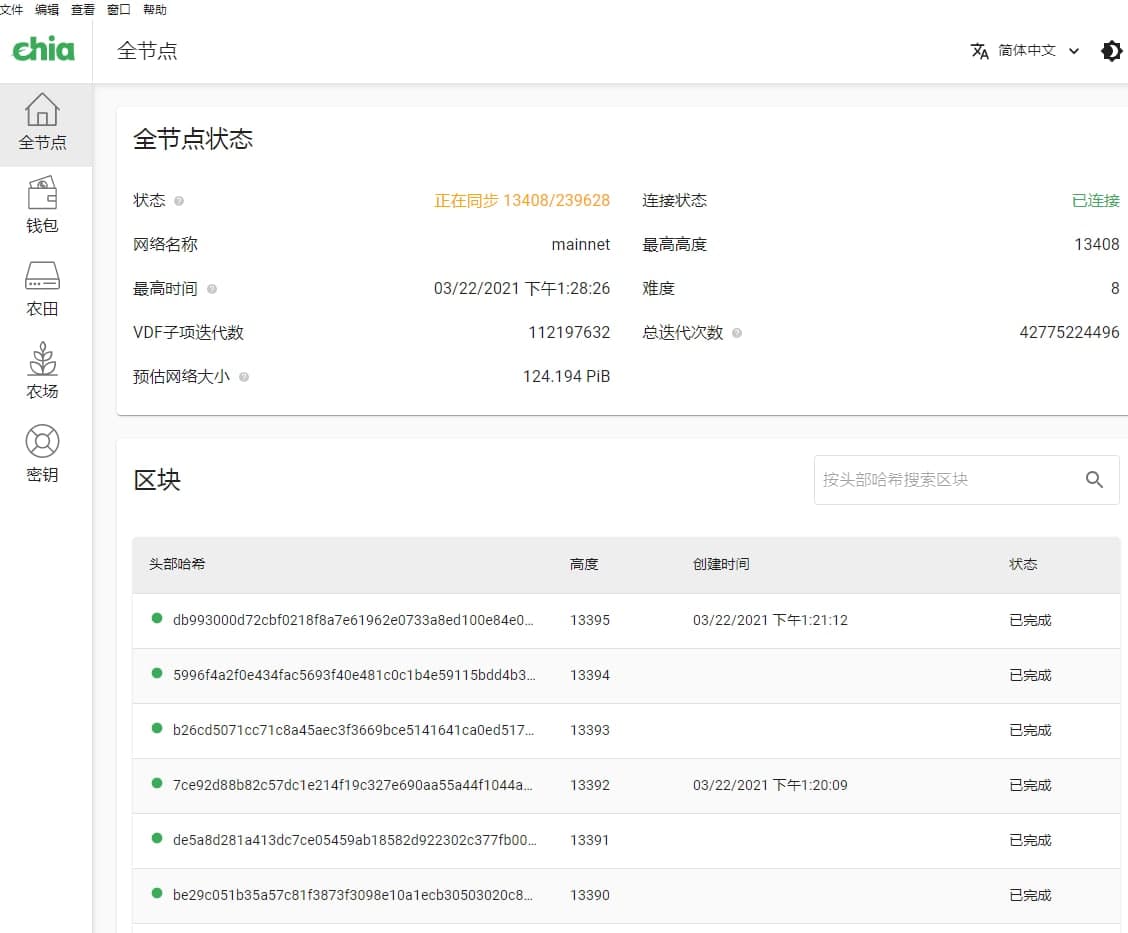 文件 编辑 查看 窗口 帮助
chia 全节点 简体中文
全节点
钱包
农田
农场
密钥
全节点状态
状态 正在同步 13408/239628 连接状态 已连接
网络名称 mainnet 最高高度 13408
最高时间 03/22/2021 下午1:28:26 难度 8
VDF子项迭代数 112197632 总迭代次数 42775224496
预估网络大小 124.194 PiB
区块 按头部哈希搜索区块
头部哈希 高度 创建时间 状态
db993000d72cbf0218f8a7e61962e0733a8ed100e84e0... 13395 03/22/2021 下午1:21:12 已完成
5996f4a2f0e434fac5693f40e481c0c1b4e59115bdd4b3... 13394 已完成
b26cd5071cc71c8a45aec3f3669bce5141641ca0ed517... 13393 已完成
7ce92d88b82c57dc1e214f19c327e690aa55a44f1044a... 13392 03/22/2021 下午1:20:09 已完成
de5a8d281a413dc7ce05459ab18582d922302c377fb00... 13391 已完成
be29c051b35a57c81f3873f3098e10a1ecb30503020c8... 13390 已完成